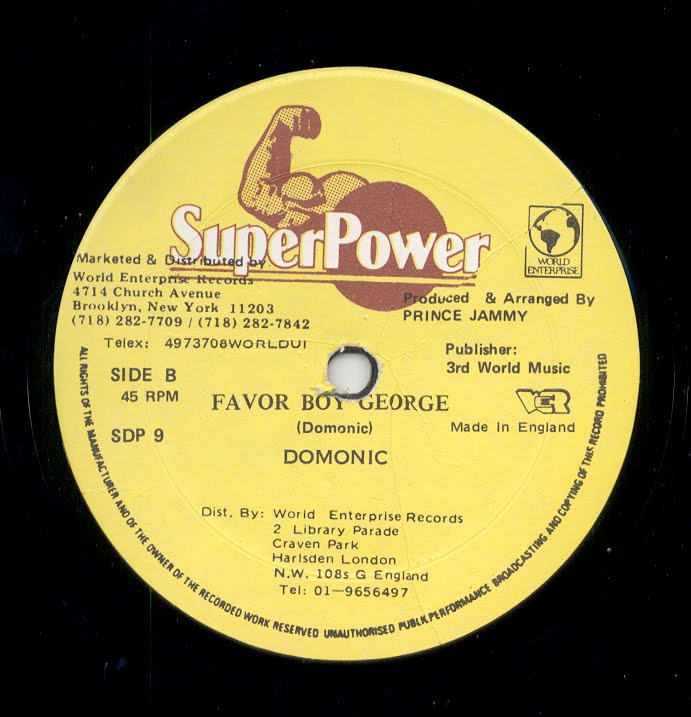 SuperPower
WORLD
ENTERPRISE
Marketed & Distributed by
World Enterprise Records
4714 Church Avenue
Brooklyn, New York 11203
(718) 282-7709 / (718) 282-7842
Telex: 4973708WORLDUI
Produced & Arranged By
PRINCE JAMMY
Publisher:
3rd World Music
SIDE B
45 RPM
SDP 9
WER
Made in England
FAVOR BOY GEORGE
(Domonic)
DOMONIC
Dist. By: World Enterprise Records
2 Library Parade
Craven Park
Harlsden London
N.W. 108s G England
Tel: 01-9656497
ALL RIGHTS OF THE MANUFACTURER AND OF THE OWNER OF THE RECORDED WORK RESERVED UNAUTHORISED PUBLK PERFORMANCE BROADCASTING AND COPYING OF THIS RECORD PROHIBITED